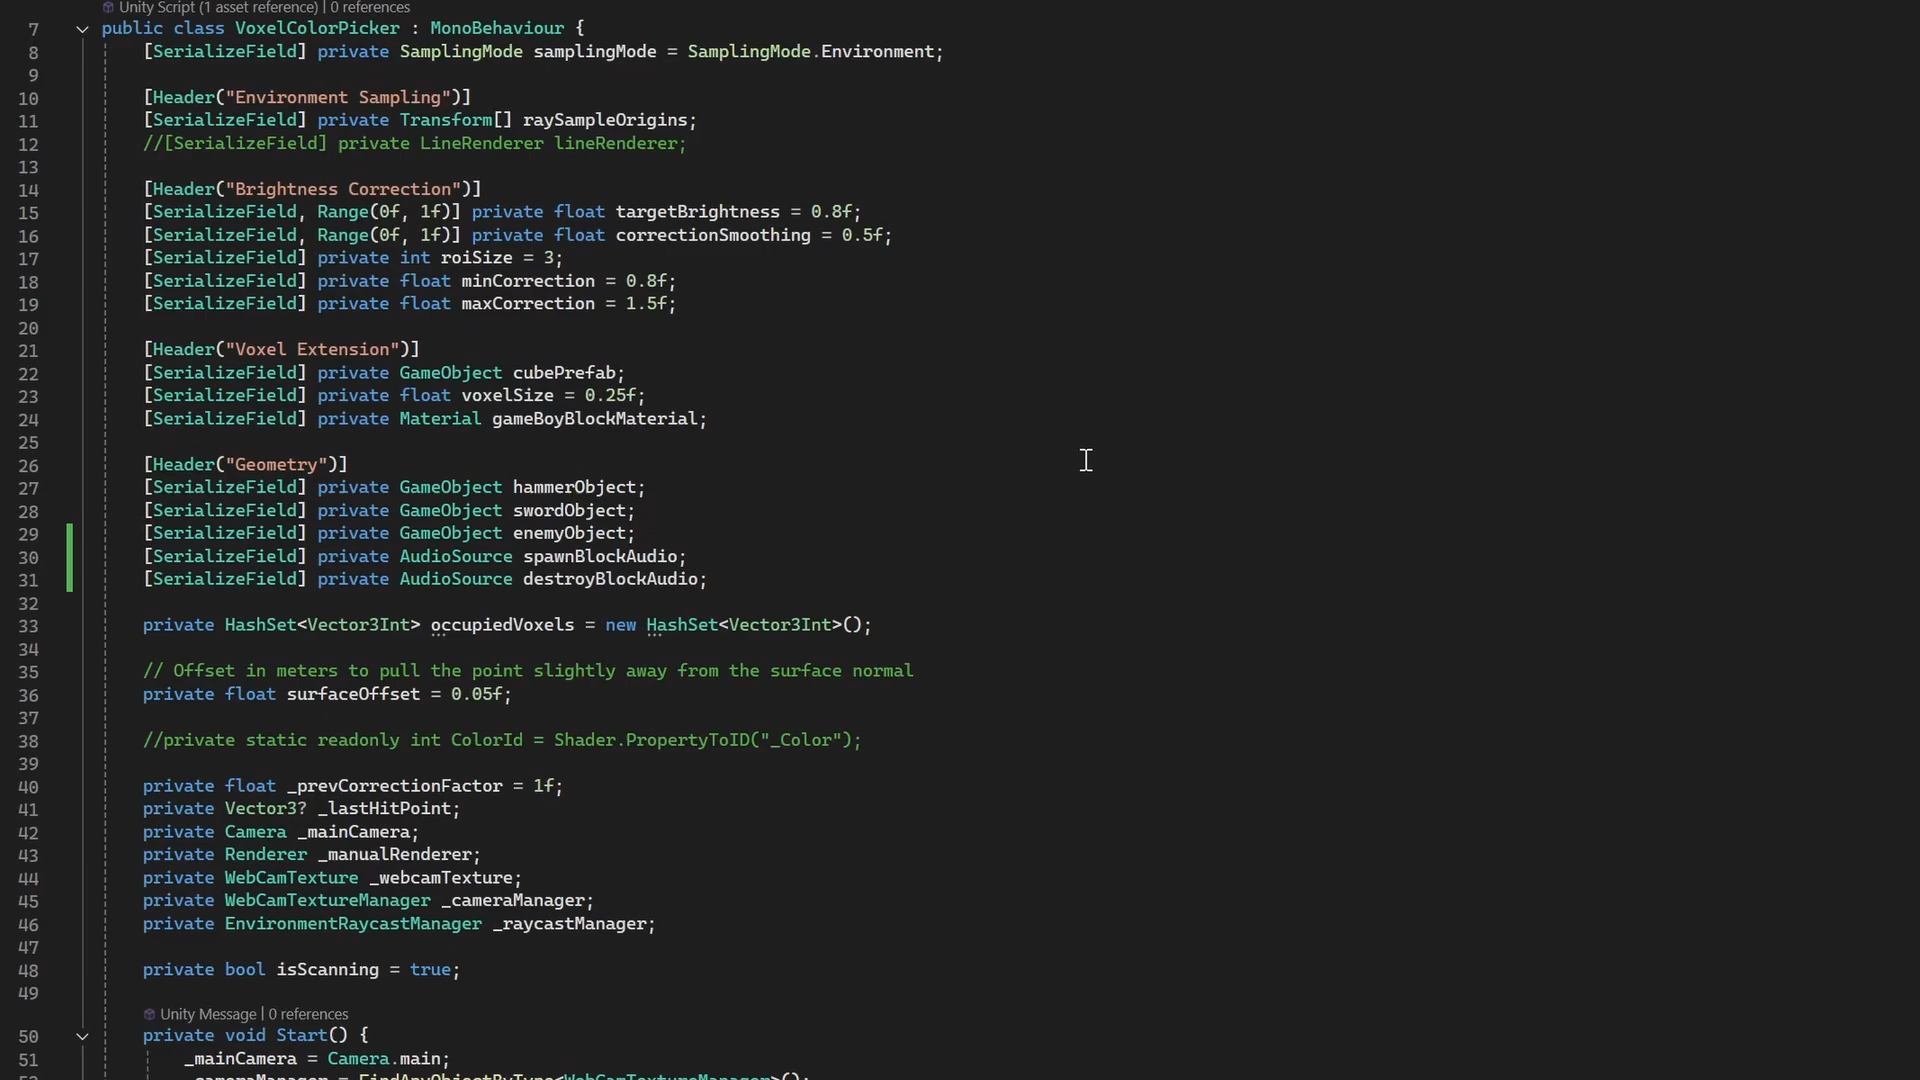 Unity Script (1 asset reference) | 0 references
7 public class VoxelColorPicker : MonoBehaviour {
8 [SerializeField] private SamplingMode samplingMode = SamplingMode.Environment;
9
10 [Header("Environment Sampling")]
11 [SerializeField] private Transform[] raySampleOrigins;
12 //[SerializeField] private LineRenderer lineRenderer;
13
14 [Header("Brightness Correction")]
15 [SerializeField, Range(0f, 1f)] private float targetBrightness = 0.8f;
16 [SerializeField, Range(0f, 1f)] private float correctionSmoothing = 0.5f;
17 [SerializeField] private int roiSize = 3;
18 [SerializeField] private float minCorrection = 0.8f;
19 [SerializeField] private float maxCorrection = 1.5f;
20
21 [Header("Voxel Extension")]
22 [SerializeField] private GameObject cubePrefab;
23 [SerializeField] private float voxelSize = 0.25f;
24 [SerializeField] private Material gameBoyBlockMaterial;
25
26 [Header("Geometry")]
27 [SerializeField] private GameObject hammerObject;
28 [SerializeField] private GameObject swordObject;
29 [SerializeField] private GameObject enemyObject;
30 [SerializeField] private AudioSource spawnBlockAudio;
31 [SerializeField] private AudioSource destroyBlockAudio;
32
33 private HashSet<Vector3Int> occupiedVoxels = new HashSet<Vector3Int>();
34
35 // Offset in meters to pull the point slightly away from the surface normal
36 private float surfaceOffset = 0.05f;
37
38 //private static readonly int ColorId = Shader.PropertyToID("_Color");
39
40 private float _prevCorrectionFactor = 1f;
41 private Vector3? _lastHitPoint;
42 private Camera _mainCamera;
43 private Renderer _manualRenderer;
44 private WebCamTexture _webcamTexture;
45 private WebCamTextureManager _cameraManager;
46 private EnvironmentRaycastManager _raycastManager;
47
48 private bool isScanning = true;
49
Unity Message | 0 references
50 private void Start() {
51 _mainCamera = Camera.main;
_cameraManager = FindAnyObjectByType<WebCamTextureManager>();